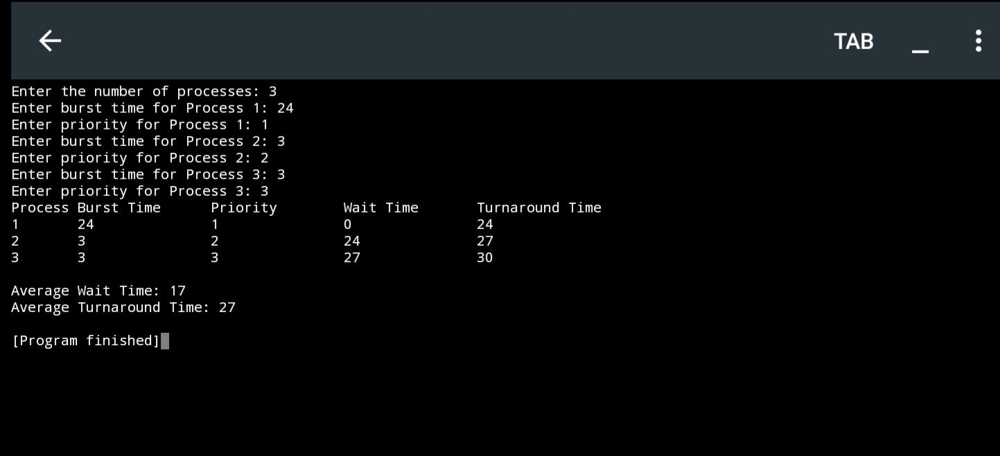 TAB
Enter the number of processes: 3
Enter burst time for Process 1: 24
Enter priority for Process 1: 1
Enter burst time for Process 2: 3
Enter priority for Process 2: 2
Enter burst time for Process 3: 3
Enter priority for Process 3: 3
Process Burst Time      Priority        Wait Time       Turnaround Time
1       24              1               0               24
2       3               2               24              27
3       3               3               27              30
Average Wait Time: 17
Average Turnaround Time: 27
[Program finished]